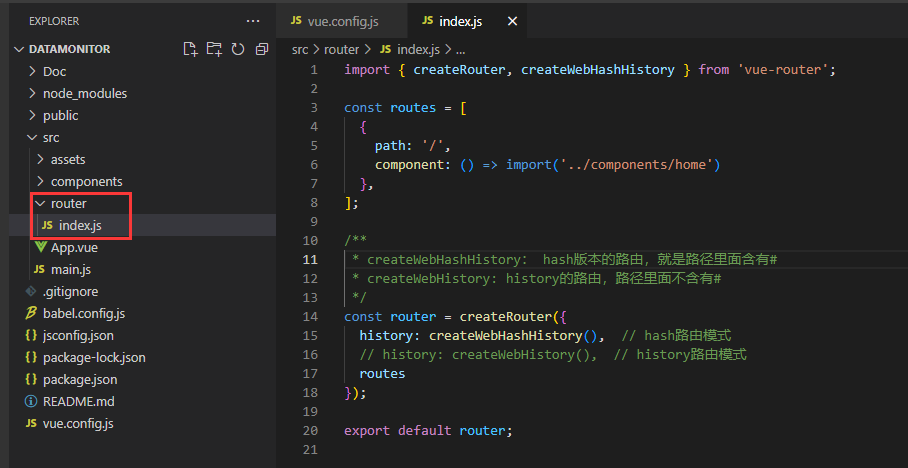 EXPLORER
DATAMONITOR
Doc
node_modules
public
src
assets
components
router
JS index.js
App.vue
JS main.js
.gitignore
babel.config.js
{} jsconfig.json
{} package-lock.json
{} package.json
README.md
JS vue.config.js
JS vue.config.js
JS index.js
src > router > JS index.js > ...
1 import { createRouter, createWebHashHistory } from 'vue-router';
2
3 const routes = [
4 {
5 path: '/',
6 component: () => import('../components/home')
7 },
8 ];
9
10 /**
11 * createWebHashHistory： hash版本的路由，就是路径里面含有#
12 * createWebHistory: history的路由，路径里面不含有#
13 */
14 const router = createRouter({
15 history: createWebHashHistory(), // hash路由模式
16 // history: createWebHistory(), // history路由模式
17 routes
18 });
19
20 export default router;
21